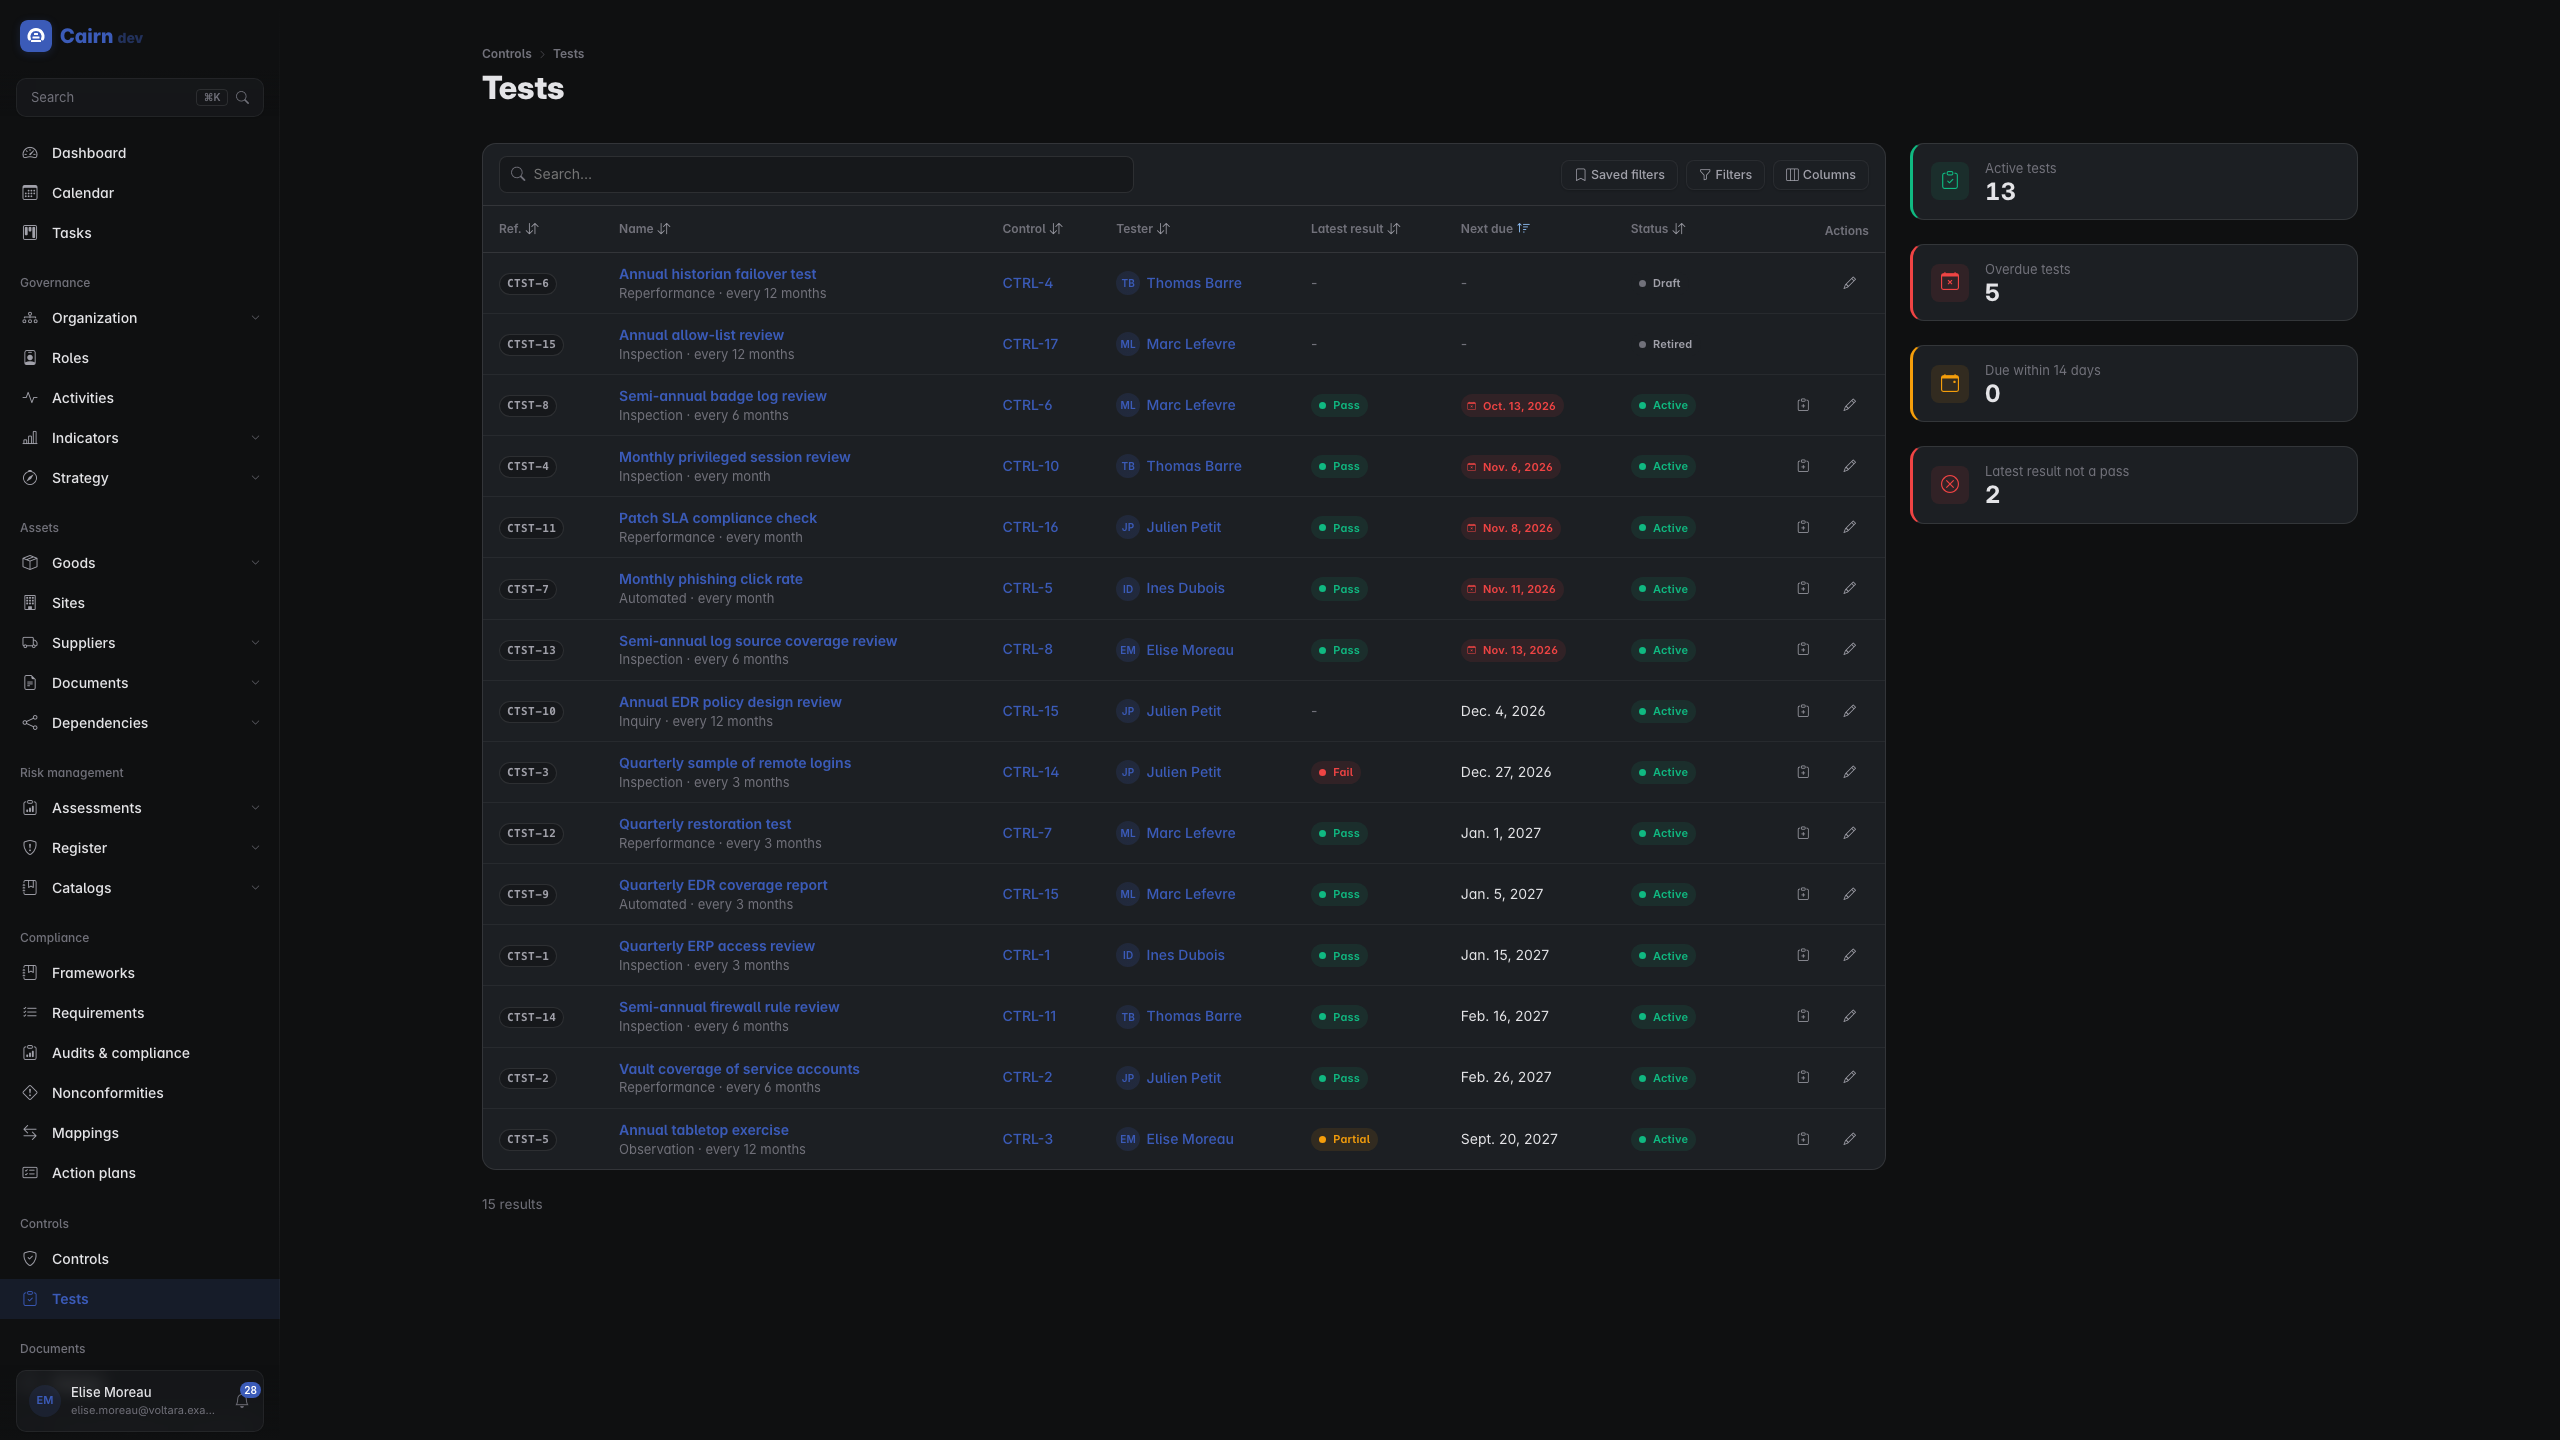 Cairn dev
Search ⌘K
Dashboard
Calendar
Tasks
Governance
Organization
Roles
Activities
Indicators
Strategy
Assets
Goods
Sites
Suppliers
Documents
Dependencies
Risk management
Assessments
Register
Catalogs
Compliance
Frameworks
Requirements
Audits & compliance
Nonconformities
Mappings
Action plans
Controls
Controls
Tests
Documents
EM Elise Moreau 28
elise.moreau@voltara.exa...
Controls > Tests
Tests
Search... Saved filters Filters Columns
Ref. Name Control Tester Latest result Next due Status Actions
CTST-6 Annual historian failover test CTRL-4 TB Thomas Barre - - Draft
Reperformance · every 12 months
CTST-15 Annual allow-list review CTRL-17 ML Marc Lefevre - - Retired
Inspection · every 12 months
CTST-8 Semi-annual badge log review CTRL-6 ML Marc Lefevre Pass Oct. 13, 2026 Active
Inspection · every 6 months
CTST-4 Monthly privileged session review CTRL-10 TB Thomas Barre Pass Nov. 6, 2026 Active
Inspection · every month
CTST-11 Patch SLA compliance check CTRL-16 JP Julien Petit Pass Nov. 8, 2026 Active
Reperformance · every month
CTST-7 Monthly phishing click rate CTRL-5 ID Ines Dubois Pass Nov. 11, 2026 Active
Automated · every month
CTST-13 Semi-annual log source coverage review CTRL-8 EM Elise Moreau Pass Nov. 13, 2026 Active
Inspection · every 6 months
CTST-10 Annual EDR policy design review CTRL-15 JP Julien Petit - Dec. 4, 2026 Active
Inquiry · every 12 months
CTST-3 Quarterly sample of remote logins CTRL-14 JP Julien Petit Fail Dec. 27, 2026 Active
Inspection · every 3 months
CTST-12 Quarterly restoration test CTRL-7 ML Marc Lefevre Pass Jan. 1, 2027 Active
Reperformance · every 3 months
CTST-9 Quarterly EDR coverage report CTRL-15 ML Marc Lefevre Pass Jan. 5, 2027 Active
Automated · every 3 months
CTST-1 Quarterly ERP access review CTRL-1 ID Ines Dubois Pass Jan. 15, 2027 Active
Inspection · every 3 months
CTST-14 Semi-annual firewall rule review CTRL-11 TB Thomas Barre Pass Feb. 16, 2027 Active
Inspection · every 6 months
CTST-2 Vault coverage of service accounts CTRL-2 JP Julien Petit Pass Feb. 26, 2027 Active
Reperformance · every 6 months
CTST-5 Annual tabletop exercise CTRL-3 EM Elise Moreau Partial Sept. 20, 2027 Active
Observation · every 12 months
15 results
Active tests
13
Overdue tests
5
Due within 14 days
0
Latest result not a pass
2